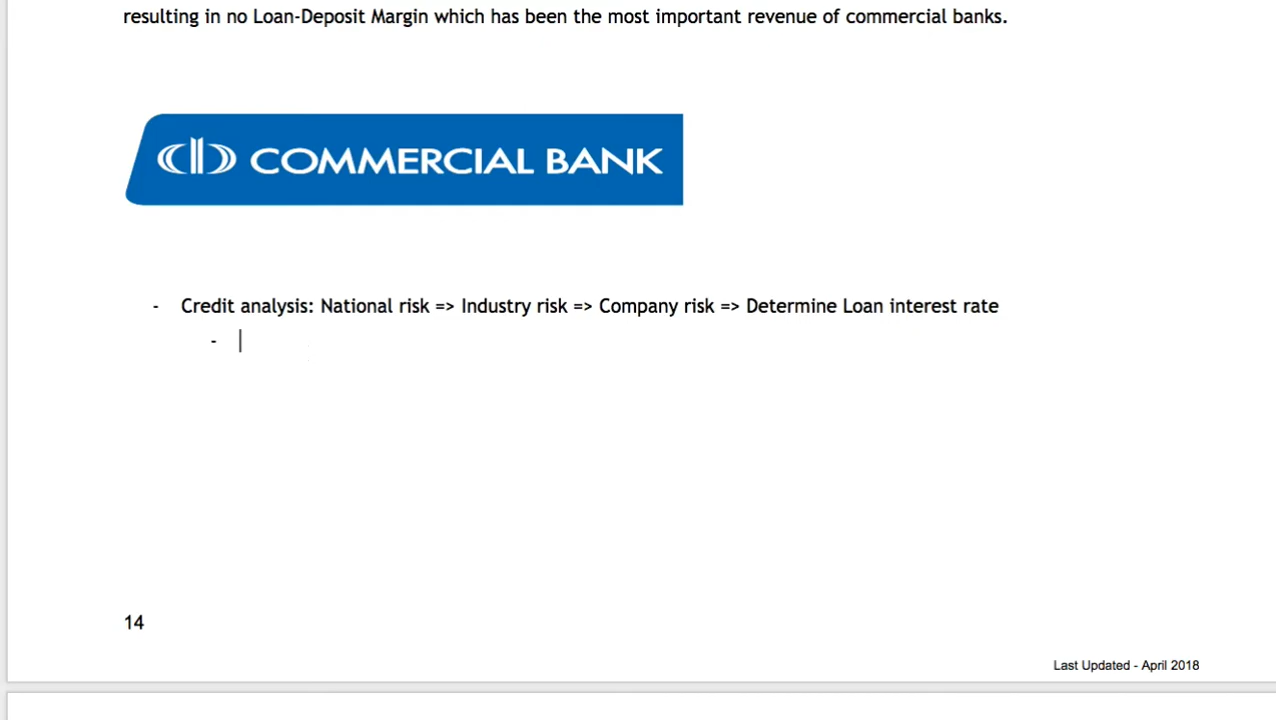 resulting in no Loan-Deposit Margin which has been the most important revenue of commercial banks.
COMMERCIAL BANK
- Credit analysis: National risk => Industry risk => Company risk => Determine Loan interest rate
-
14
Last Updated - April 2018